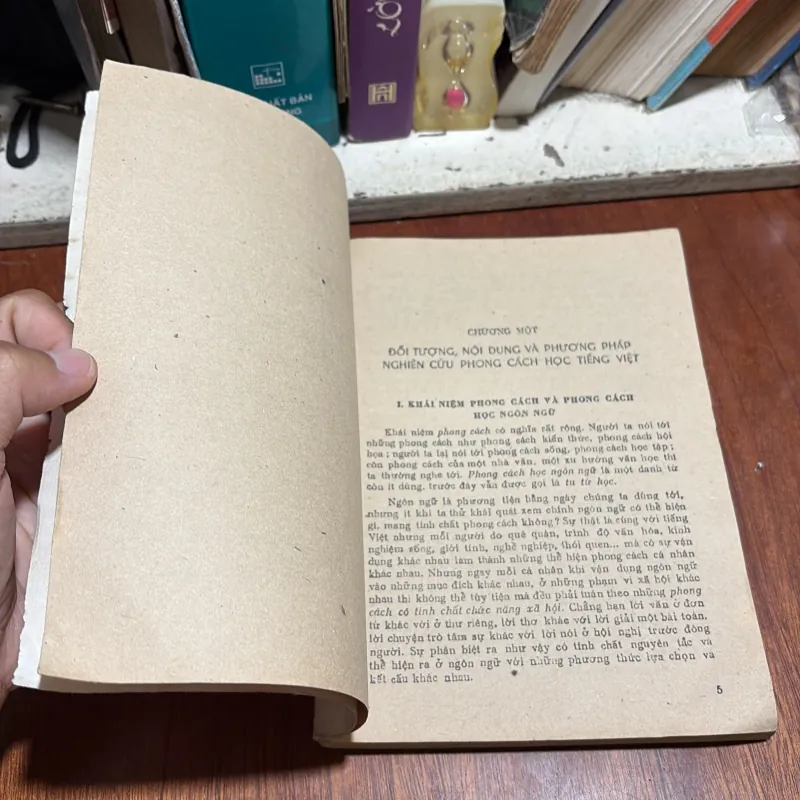 ẤT BẢN
NG
CHƯƠNG MỘT
ĐỐI TƯỢNG, NỘI DUNG VÀ PHƯƠNG PHÁP
NGHIÊN CỨU PHONG CÁCH HỌC TIẾNG VIỆT
I. KHÁI NIỆM PHONG CÁCH VÀ PHONG CÁCH
HỌC NGÔN NGỮ
Khái niệm phong cách có nghĩa rất rộng. Người ta nói tới
những phong cách như phong cách kiến thức, phong cách hội
họa; người ta lại nói tới phong cách sống, phong cách học tập;
còn phong cách của một nhà văn, một xu hướng văn học thì
ta thường nghe tới. Phong cách học ngôn ngữ là một danh từ
còn ít dùng, trước đây vẫn được gọi là tu từ học.
Ngôn ngữ là phương tiện hằng ngày chúng ta dùng tới,
nhưng ít khi ta thử khái quát xem chính ngôn ngữ có thể hiện
gì, mang tính chất phong cách không? Sự thật là cùng với tiếng
Việt nhưng mỗi người do quê quán, trình độ văn hóa, kinh
nghiệm sống, giới tính, nghề nghiệp, thói quen... mà có sự vận
dụng khác nhau làm thành những thể hiện phong cách cá nhân
khác nhau. Nhưng ngay mỗi cá nhân khi vận dụng ngôn ngữ
vào những mục đích khác nhau, ở những phạm vi xã hội khác
nhau thì không thể tùy tiện mà đều phải tuân theo những phong
cách có tính chất chức năng xã hội. Chẳng hạn lời văn ở đơn
từ khác với ở thư riêng, lời thơ khác với lời giải một bài toán,
lời chuyện trò tâm sự khác với lời nói ở hội nghị trước đông
người. Sự phân biệt ra như vậy có tính chất nguyên tắc và
thể hiện ra ở ngôn ngữ với những phương thức lựa chọn và
kết cấu khác nhau.
5